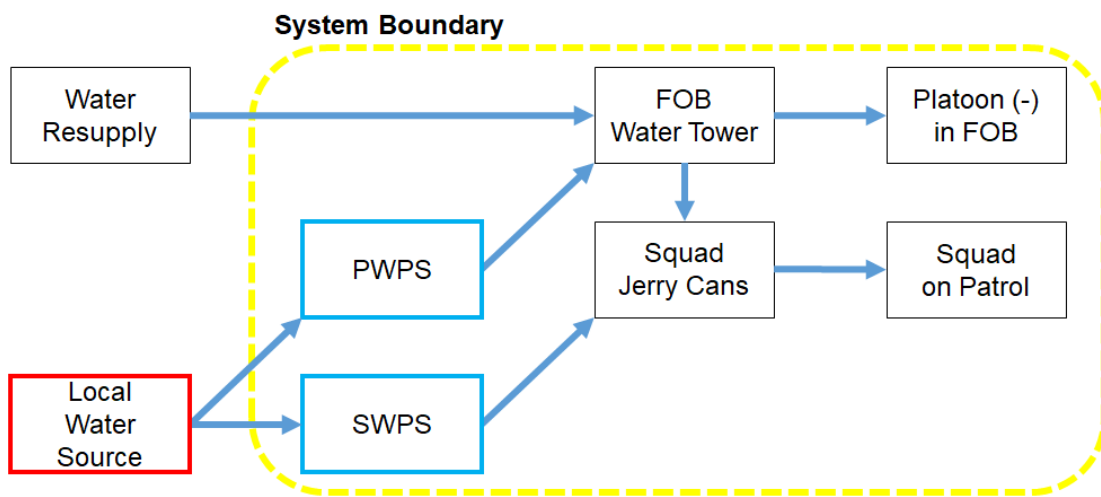 System Boundary
Water
Resupply
FOB
Water Tower
Platoon (-)
in FOB
PWPS
Squad
Jerry Cans
Squad
on Patrol
Local
Water
Source
SWPS